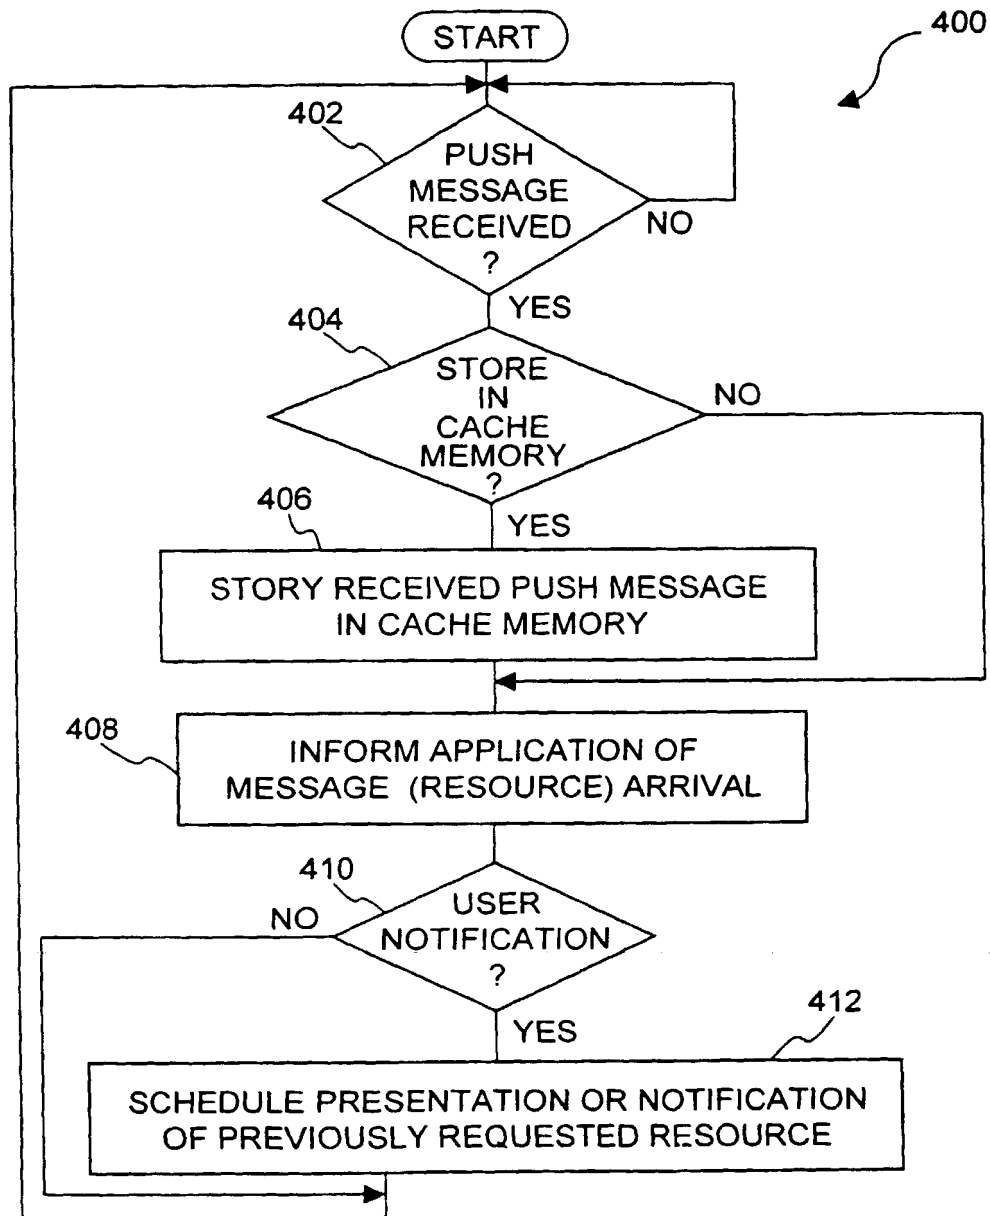 START
400
402
PUSH
MESSAGE
RECEIVED
?
NO
YES
404
STORE
IN
CACHE
MEMORY
?
NO
YES
406
STORY RECEIVED PUSH MESSAGE
IN CACHE MEMORY
408
INFORM APPLICATION OF
MESSAGE (RESOURCE) ARRIVAL
410
USER
NOTIFICATION
?
NO
YES
412
SCHEDULE PRESENTATION OR NOTIFICATION
OF PREVIOUSLY REQUESTED RESOURCE